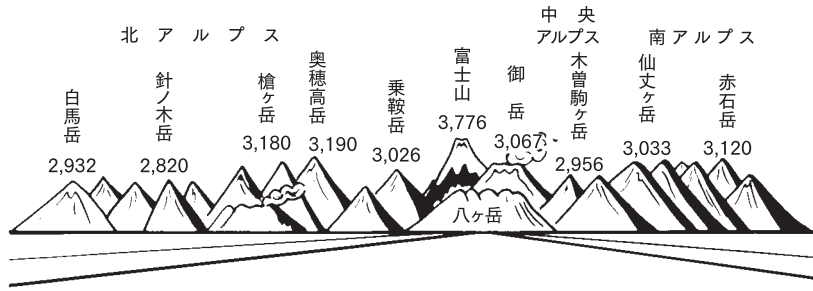 北アルプス
中央
アルプス
南アルプス
白馬岳
2,932
針ノ木岳
2,820
槍ヶ岳
3,180
奥穂高岳
3,190
乗鞍岳
3,026
富士山
3,776
御岳
3,067
木曽駒ヶ岳
2,956
仙丈ヶ岳
3,033
赤石岳
3,120
八ヶ岳